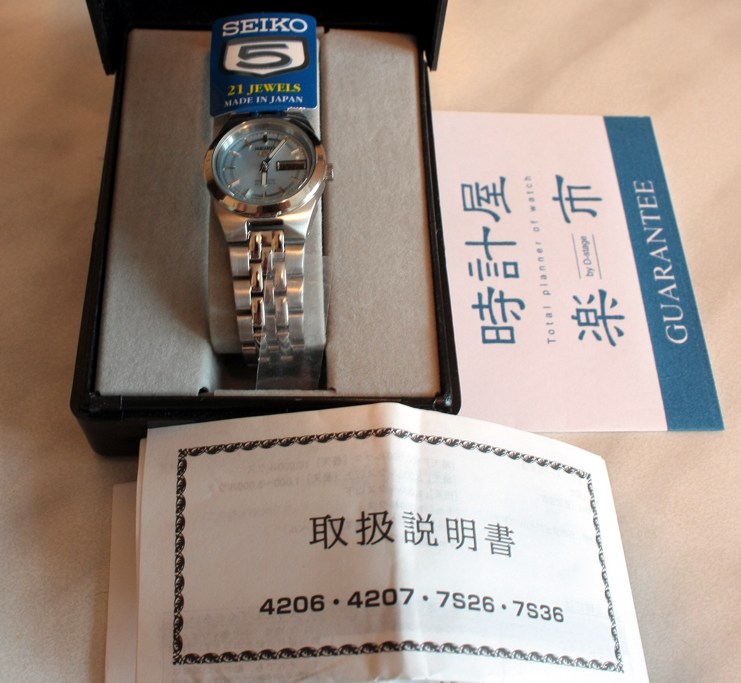 SEIKO
5
21 JEWELS
MADE IN JAPAN
時計屋
Total planner of watch
楽市
by D-stage
GUARANTEE
取扱説明書
4206・4207・7S26・7S36